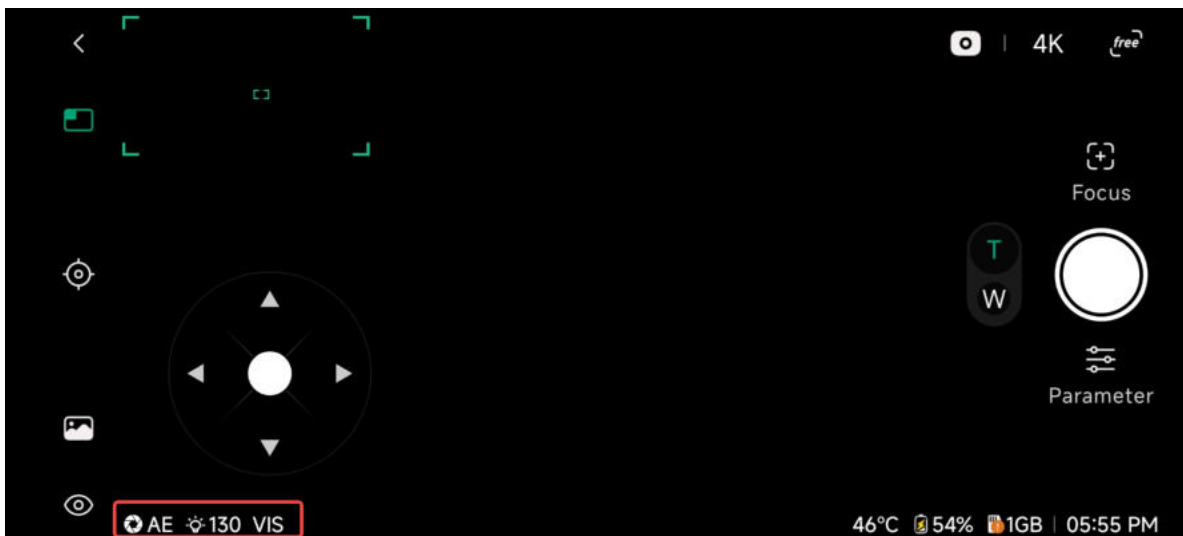 4K free
Focus
T
W
Parameter
AE 130 VIS
46°C 54% 1GB | 05:55 PM